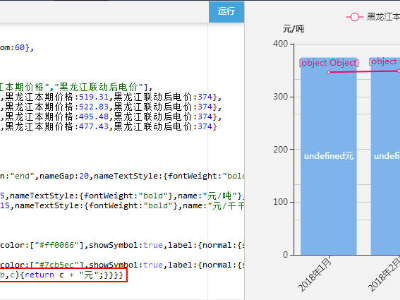 运行
om:60},
江本期价格","黑龙江联动后电价"],
,黑龙江本期价格:519.31,黑龙江联动后电价:374},
,黑龙江本期价格:522.83,黑龙江联动后电价:374},
,黑龙江本期价格:495.48,黑龙江联动后电价:374},
,黑龙江本期价格:477.43,黑龙江联动后电价:374}
n:"end",nameGap:20,nameTextStyle:{fontWeight:"bold
5,nameTextStyle:{fontWeight:"bold"},name:"元/吨"},
15,nameTextStyle:{fontWeight:"bold"},name:"元/千千
color:["#ff0066"],showSymbol:true,label:{normal:{s
color:["#7cb5ec"],showSymbol:true,label:{normal:{s
b,c){return c + "元";}}}}
黑龙江本
元/吨
400
object Object
object
300
undefined元
undefi
200
100
0
2018年1月
2018年2月